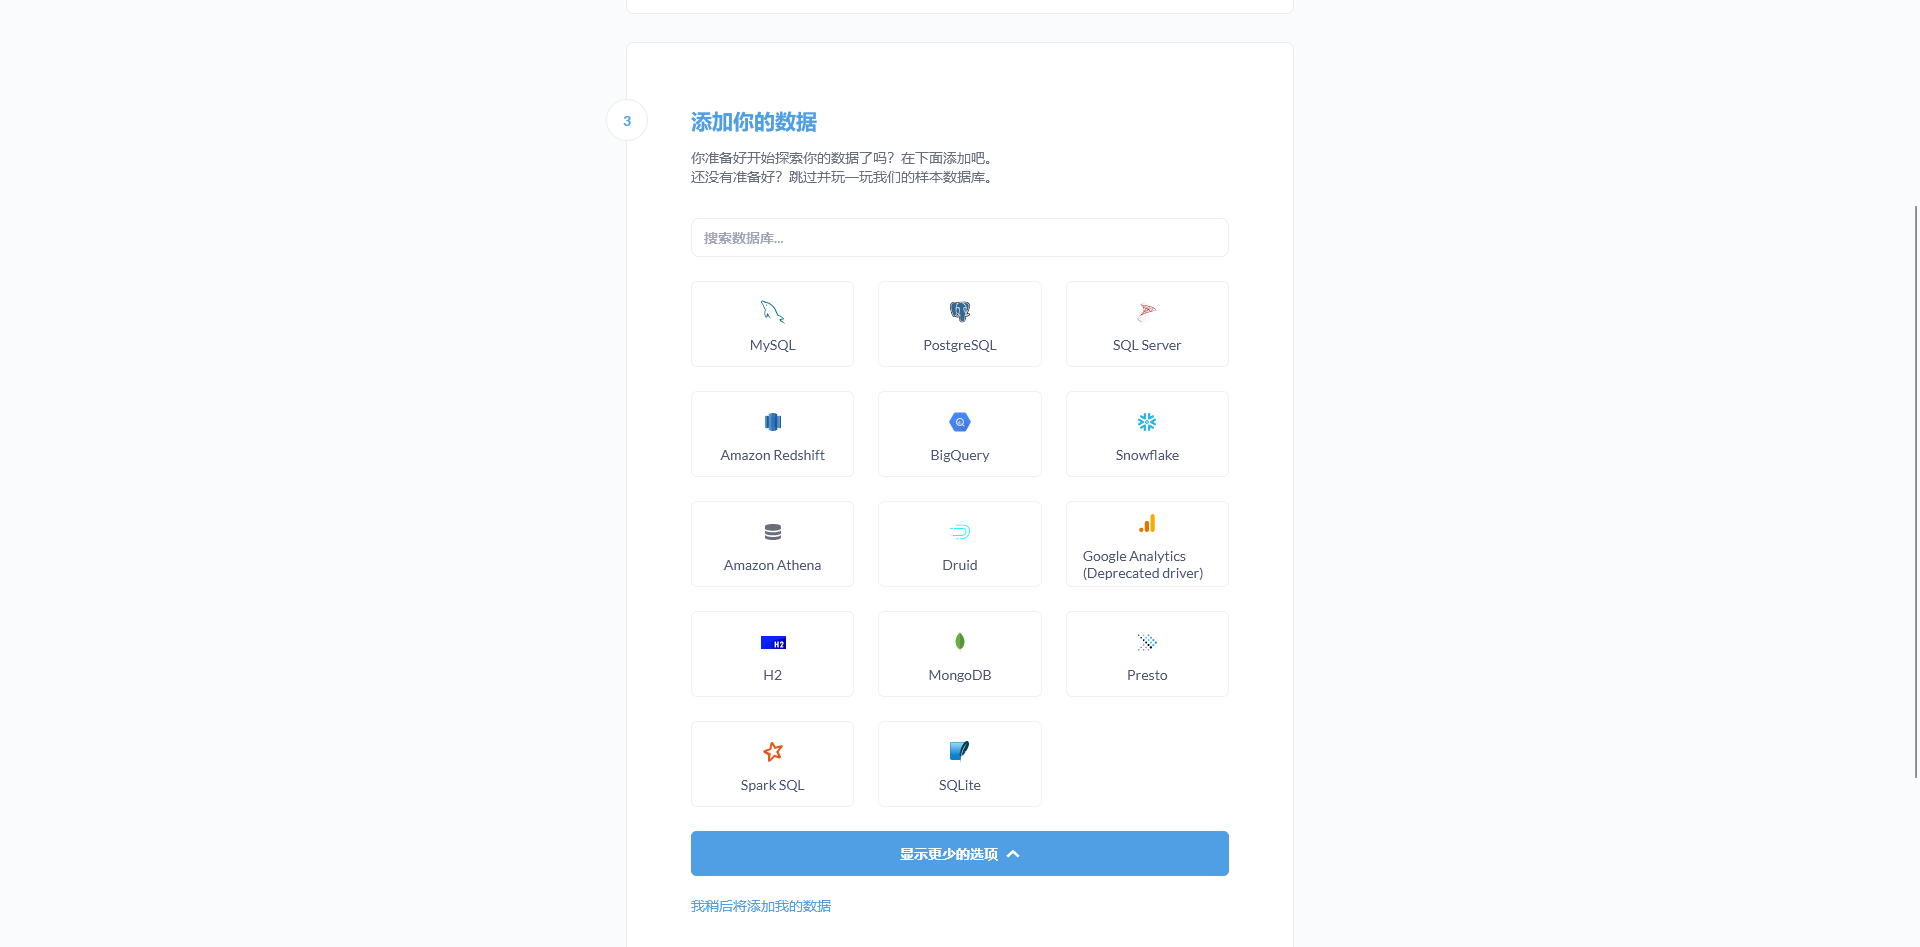 3
添加你的数据
你准备好开始探索你的数据了吗？在下面添加吧。
还没有准备好？跳过并玩一玩我们的样本数据库。
搜索数据库...
MySQL
PostgreSQL
SQL Server
Amazon Redshift
BigQuery
Snowflake
Amazon Athena
Druid
Google Analytics
(Deprecated driver)
H2
H2
MongoDB
Presto
Spark SQL
SQLite
显示更少的选项
我稍后将添加我的数据